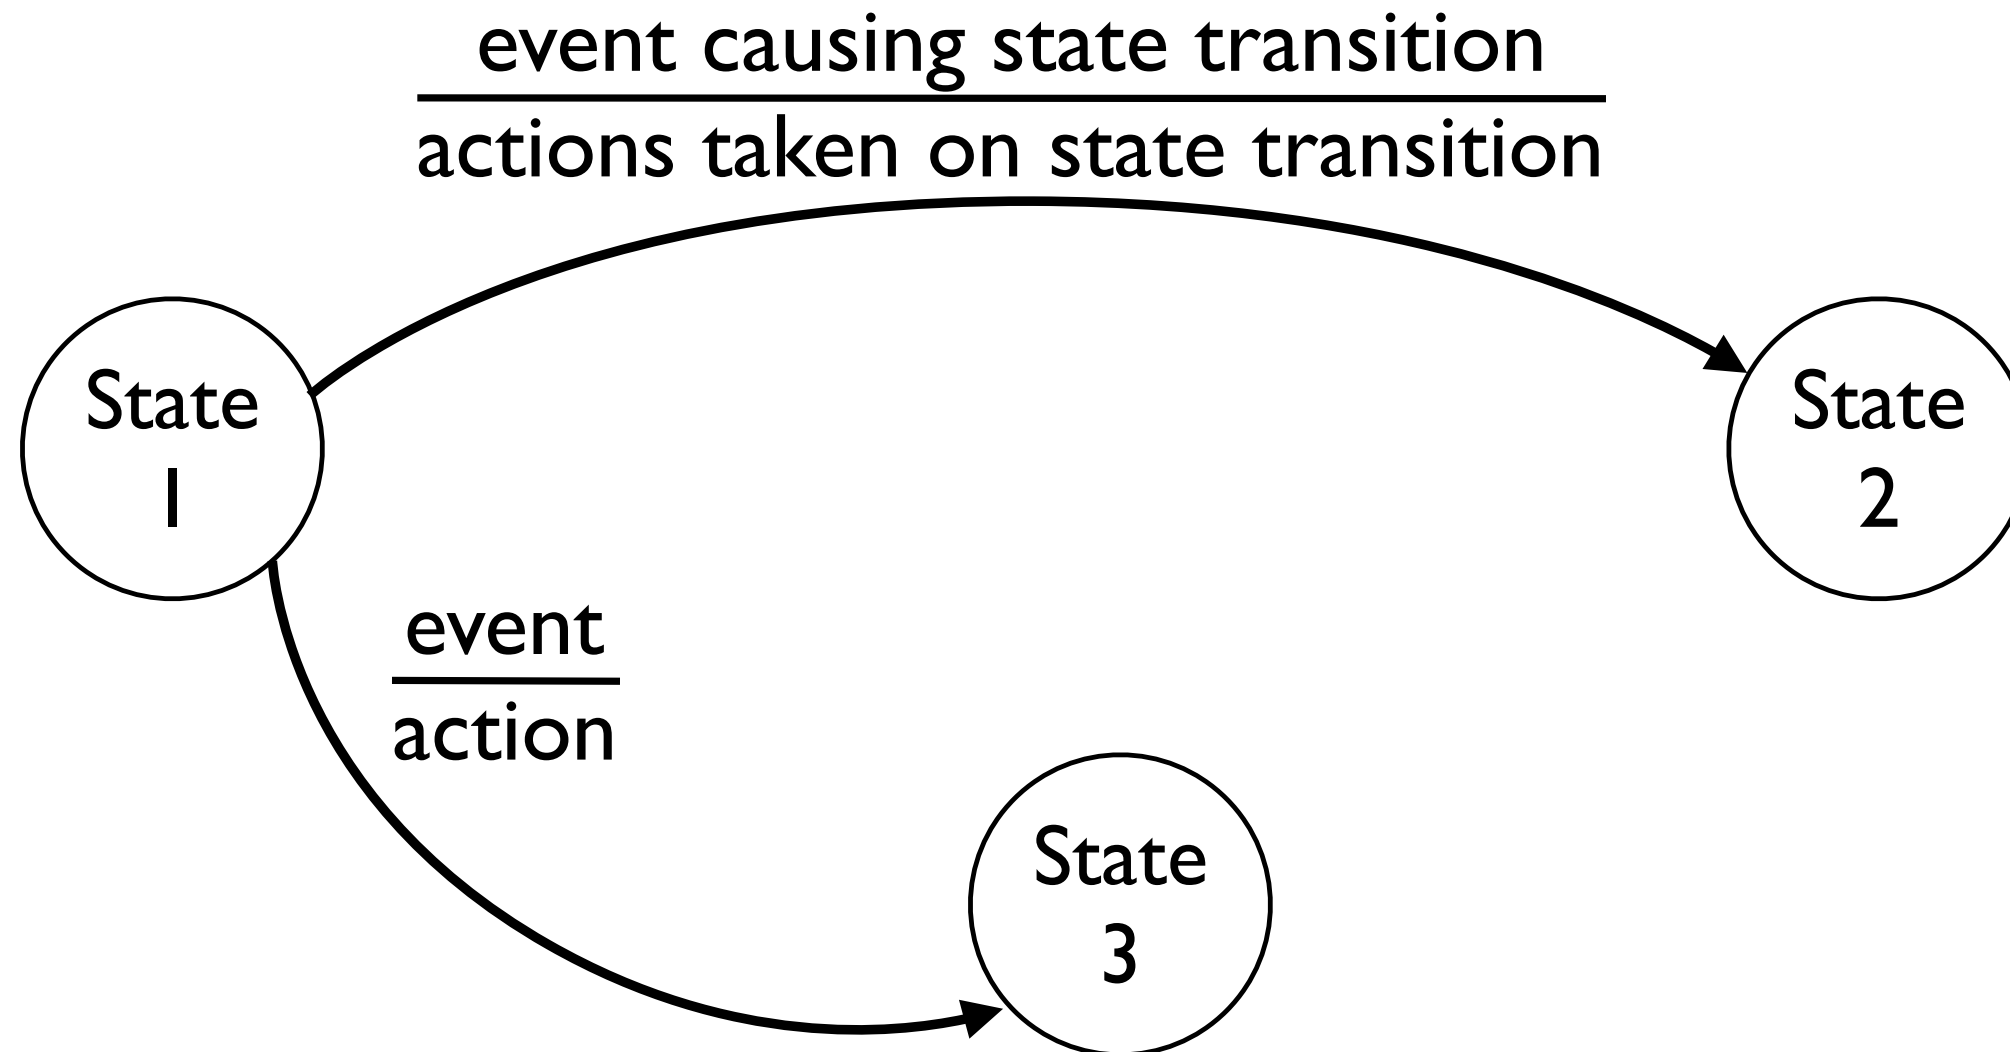 event causing state transition
actions taken on state transition
State
1
State
2
event
action
State
3